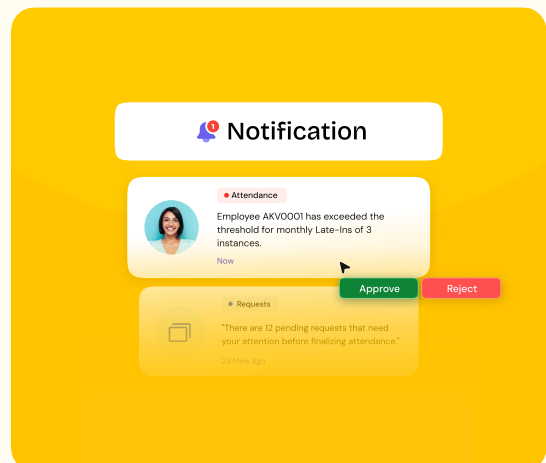 1
Notification
Attendance
Employee AKV0001 has exceeded the
threshold for monthly Late-Ins of 3
instances.
Now
Approve
Reject
Requests
"There are 12 pending requests that need
your attention before finalizing attendance."
23 Mins Ago